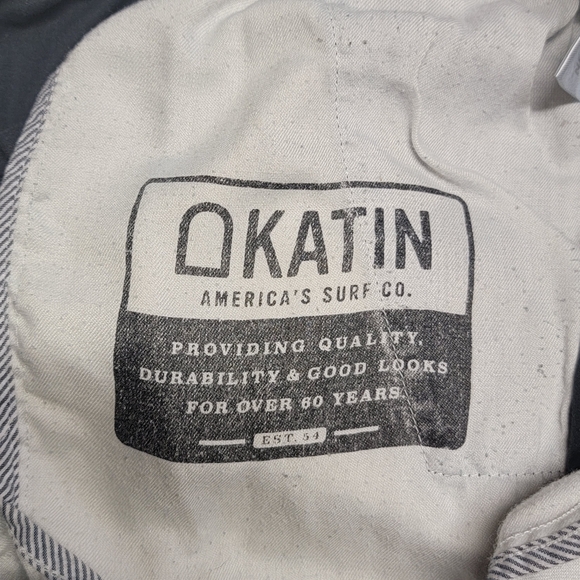 KATIN
AMERICA'S SURF CO.
PROVIDING QUALITY,
DURABILITY & GOOD LOOKS
FOR OVER 60 YEARS.
EST. 54